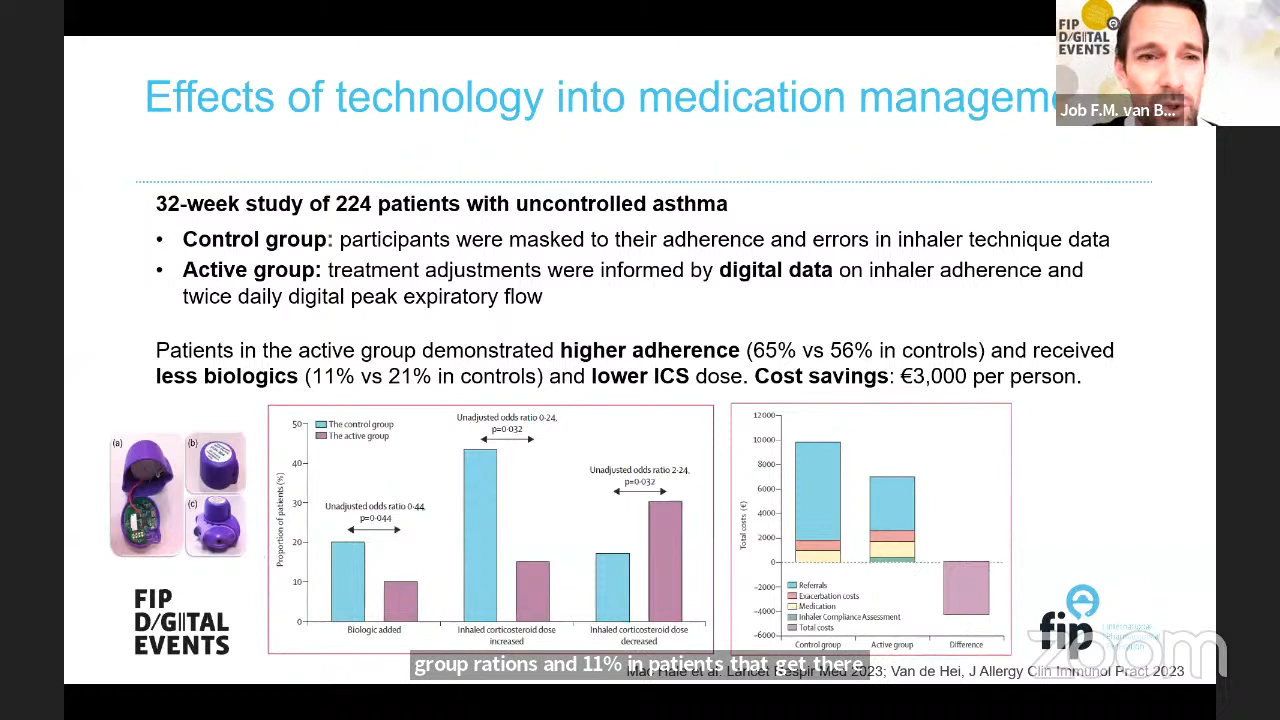 Effects of technology into medication managem
FIP
D/GITAL
EVENTS
Job F.M. van B...
32-week study of 224 patients with uncontrolled asthma
• Control group: participants were masked to their adherence and errors in inhaler technique data
• Active group: treatment adjustments were informed by digital data on inhaler adherence and
twice daily digital peak expiratory flow
Patients in the active group demonstrated higher adherence (65% vs 56% in controls) and received
less biologics (11% vs 21% in controls) and lower ICS dose. Cost savings: €3,000 per person.
(a)
(b)
(c)
The control group
The active group
Proportion of patients (%)
50
40
30
20
10
0
Unadjusted odds ratio 0·44,
p=0·044
Unadjusted odds ratio 0·24,
p=0·032
Unadjusted odds ratio 2·24,
p=0·032
Biologic added
Inhaled corticosteroid dose
increased
Inhaled corticosteroid dose
decreased
Total costs (€)
12000
10000
8000
6000
4000
2000
0
−2000
−4000
−6000
Referrals
Exacerbation costs
Medication
Inhaler Compliance Assessment
Total costs
Control group
Active group
Difference
FIP
D/GITAL
EVENTS
fip
International
Pharmaceutical
Federation
zoom
group rations and 11% in patients that get there
Mac Hale et al. Lancet Respir Med 2023; Van de Hei, J Allergy Clin Immunol Pract 2023